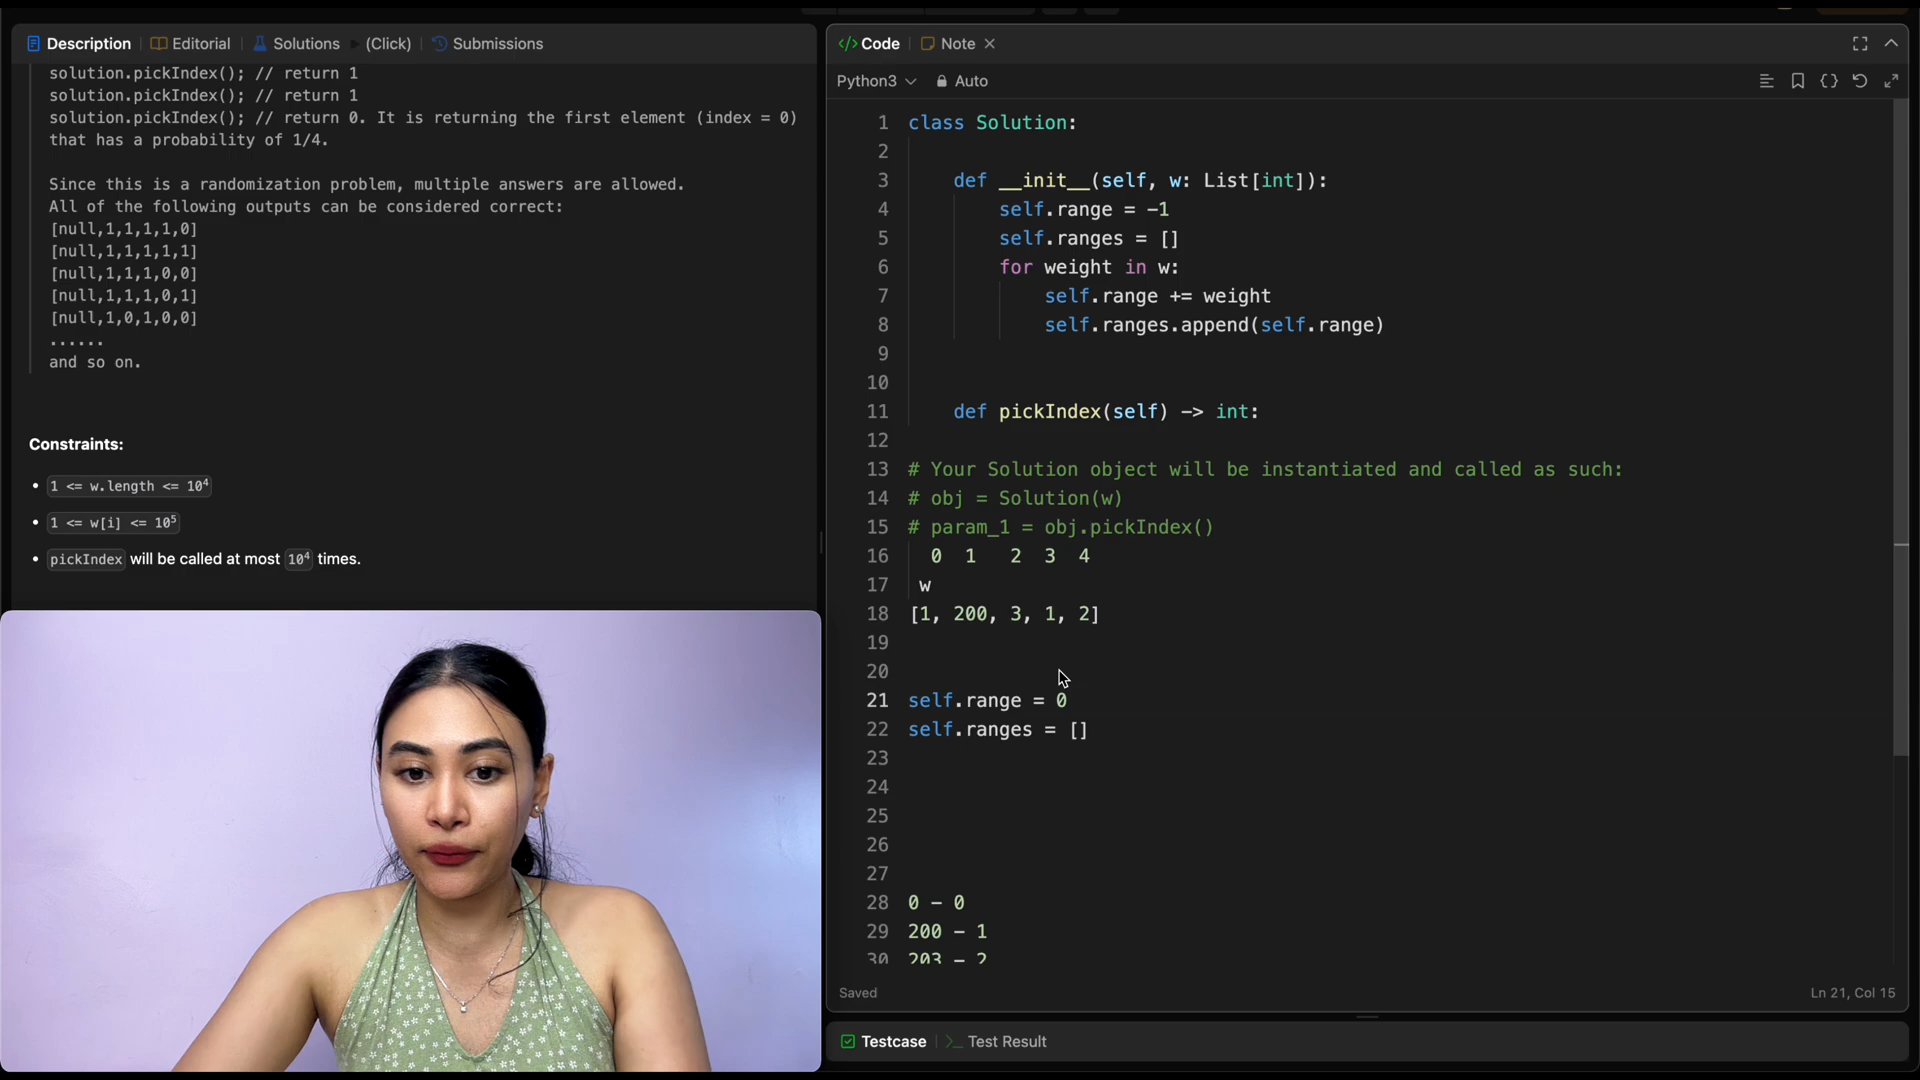 Description
Editorial
Solutions
(Click)
Submissions
solution.pickIndex(); // return 1
solution.pickIndex(); // return 1
solution.pickIndex(); // return 0. It is returning the first element (index = 0)
that has a probability of 1/4.
Since this is a randomization problem, multiple answers are allowed.
All of the following outputs can be considered correct:
[null,1,1,1,1,0]
[null,1,1,1,1,1]
[null,1,1,1,0,0]
[null,1,1,1,0,1]
[null,1,0,1,0,0]
......
and so on.
Constraints:
• 1 <= w.length <= 10⁴
• 1 <= w[i] <= 10⁵
• pickIndex will be called at most 10⁴ times.
</> Code
Note
Python3
Auto
1 class Solution:
2
3 def __init__(self, w: List[int]):
4 self.range = -1
5 self.ranges = []
6 for weight in w:
7 self.range += weight
8 self.ranges.append(self.range)
9
10
11 def pickIndex(self) -> int:
12
13 # Your Solution object will be instantiated and called as such:
14 # obj = Solution(w)
15 # param_1 = obj.pickIndex()
16 0 1 2 3 4
17 w
18 [1, 200, 3, 1, 2]
19
20
21 self.range = 0
22 self.ranges = []
23
24
25
26
27
28 0 - 0
29 200 - 1
30 203 - 2
Saved
Ln 21, Col 15
Testcase
Test Result